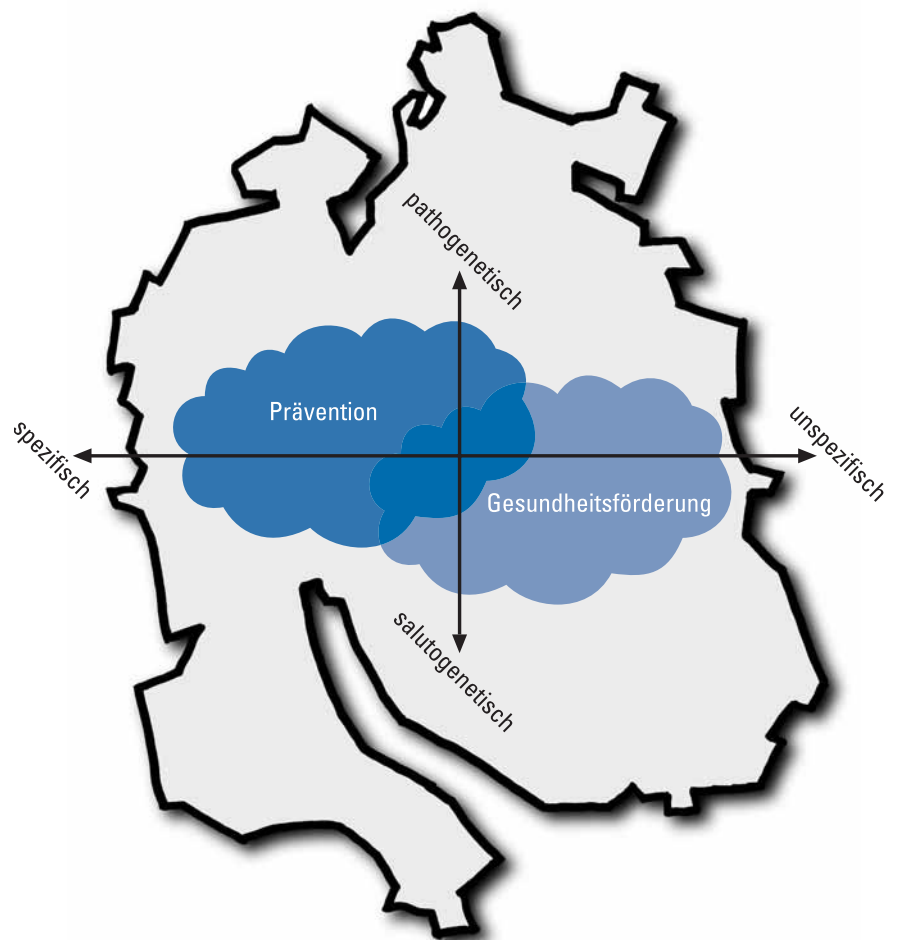 pathogenetisch
Prävention
spezifisch
unspezifisch
Gesundheitsförderung
salutogenetisch